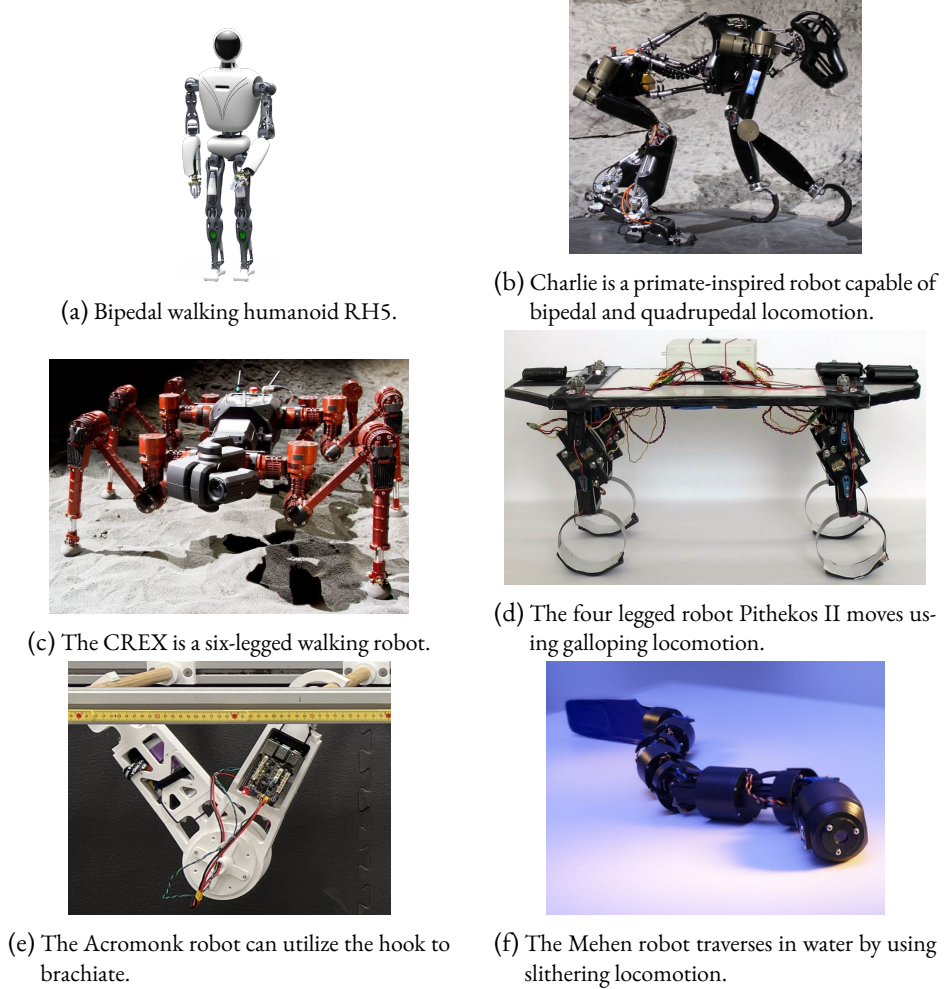 (a) Bipedal walking humanoid RH5.
(b) Charlie is a primate-inspired robot capable of
bipedal and quadrupedal locomotion.
(c) The CREX is a six-legged walking robot.
(d) The four legged robot Pithekos II moves us-
ing galloping locomotion.
(e) The Acromonk robot can utilize the hook to
brachiate.
(f) The Mehen robot traverses in water by using
slithering locomotion.